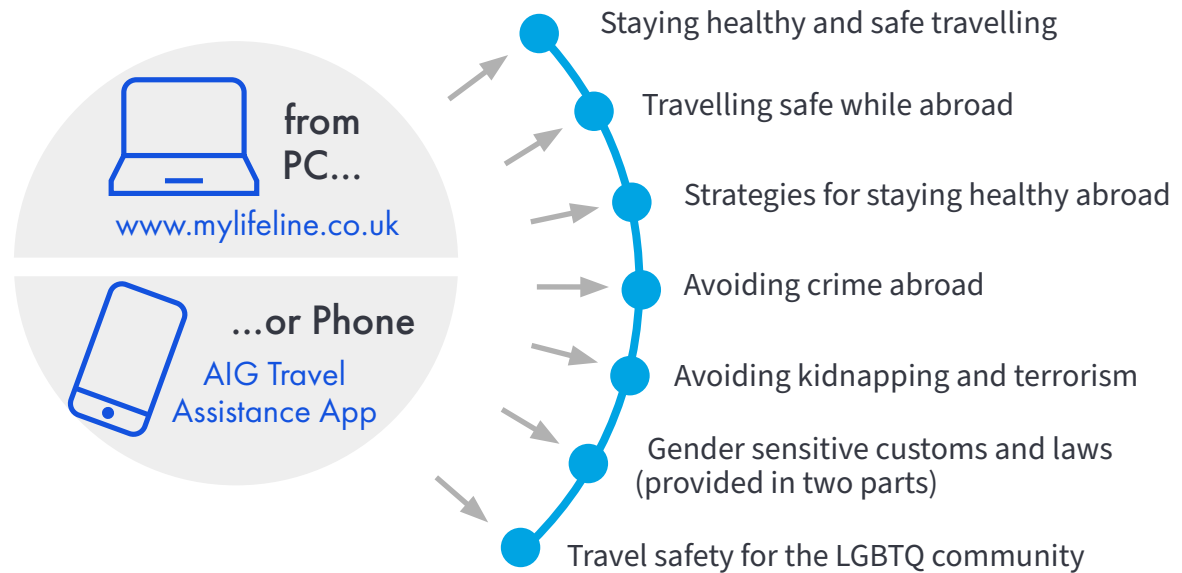 from
PC...
www.mylifeline.co.uk
...or Phone
AIG Travel
Assistance App
Staying healthy and safe travelling
Travelling safe while abroad
Strategies for staying healthy abroad
Avoiding crime abroad
Avoiding kidnapping and terrorism
Gender sensitive customs and laws
(provided in two parts)
Travel safety for the LGBTQ community